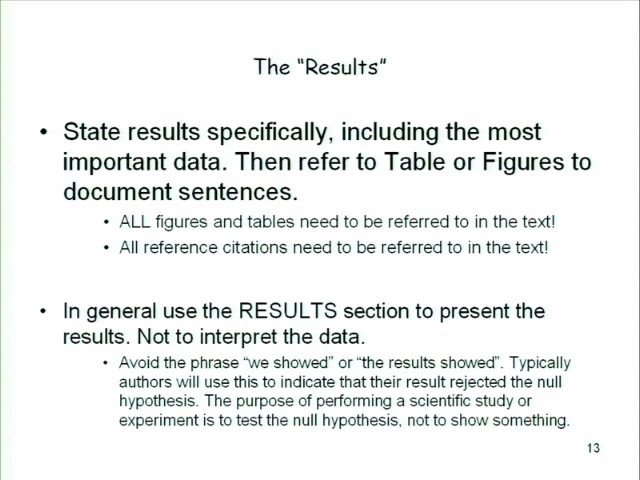 The “Results”
• State results specifically, including the most
important data. Then refer to Table or Figures to
document sentences.
• ALL figures and tables need to be referred to in the text!
• All reference citations need to be referred to in the text!
• In general use the RESULTS section to present the
results. Not to interpret the data.
• Avoid the phrase “we showed” or “the results showed”. Typically
authors will use this to indicate that their result rejected the null
hypothesis. The purpose of performing a scientific study or
experiment is to test the null hypothesis, not to show something.
13